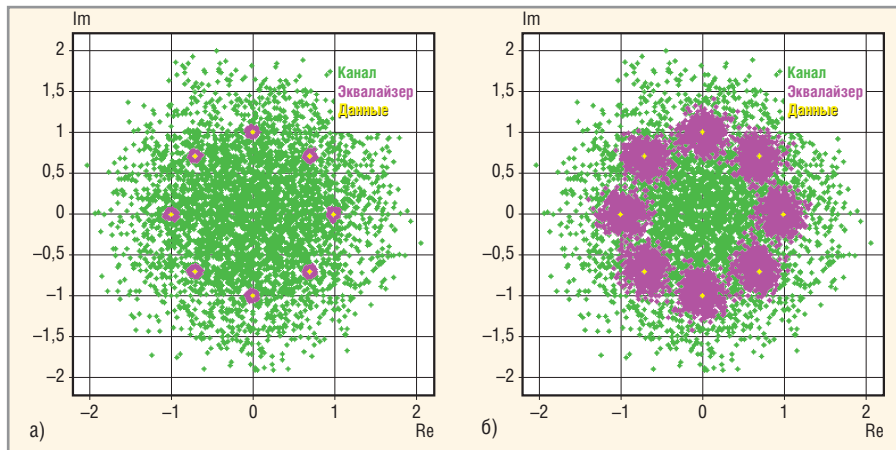 Im
2
1,5
1
0,5
0
–0,5
–1
–1,5
–2
–2 –1 0 1 2
Re
Канал
Эквалайзер
Данные
а)
Im
2
1,5
1
0,5
0
–0,5
–1
–1,5
–2
–2 –1 0 1 2
Re
Канал
Эквалайзер
Данные
б)